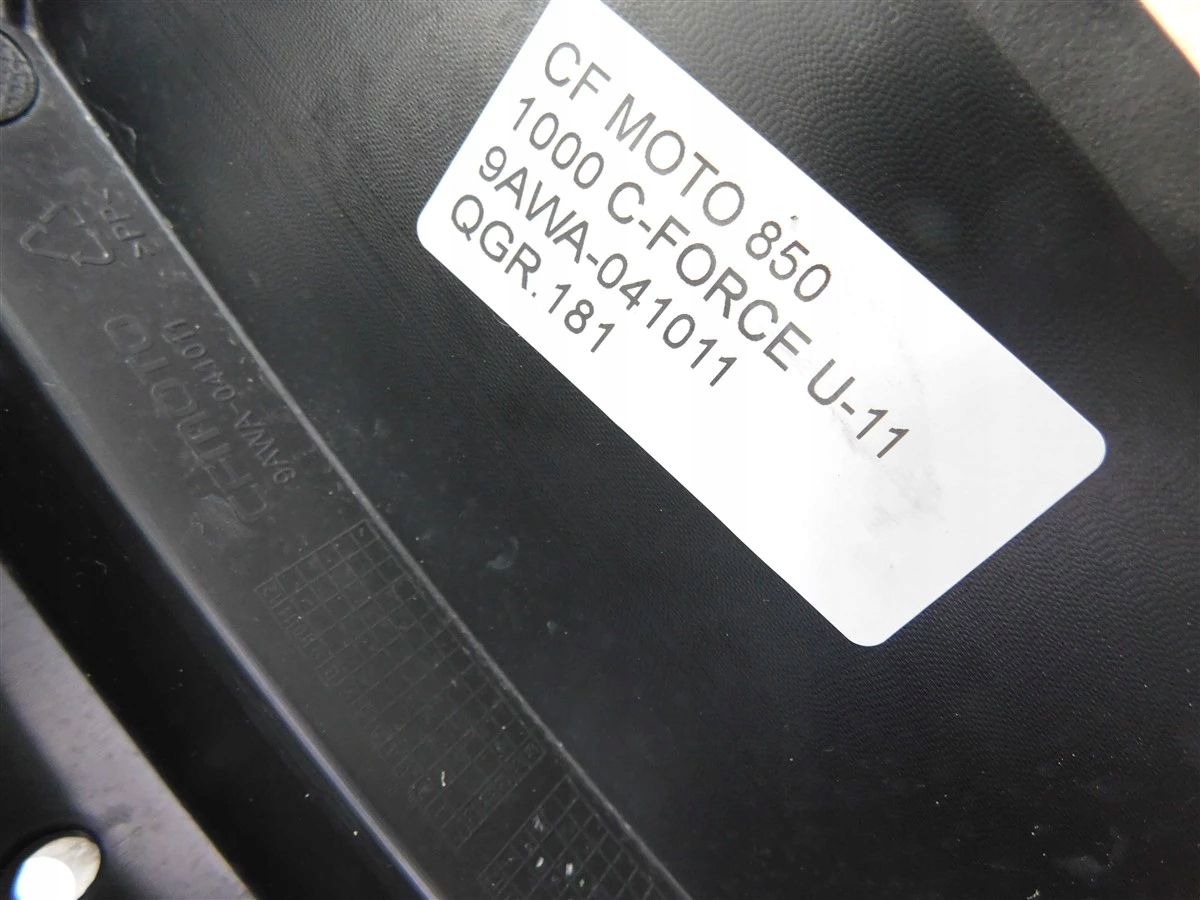 CF MOTO 850
1000 C-FORCE U-11
9AWA-041011
QGR.181
>PP<
9AWA-041011
CFMOTO